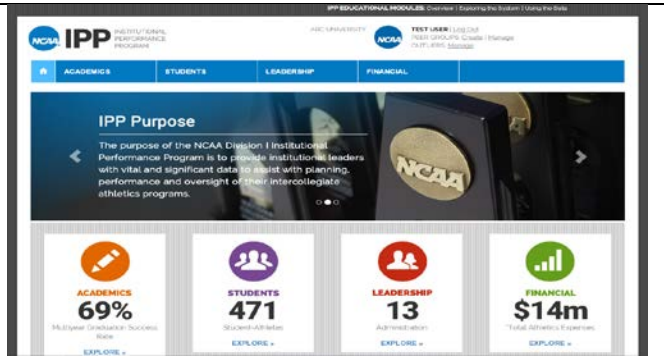 IPP EDUCATIONAL MODULES: Overview | Exploring the System | Using the Data
NCAA IPP INSTITUTIONAL PERFORMANCE PROGRAM
ABC UNIVERSITY
NCAA
TEST USER | Log Out
PEER GROUPS: Create | Manage
OUTLIERS: Manage
ACADEMICS STUDENTS LEADERSHIP FINANCIAL
IPP Purpose
The purpose of the NCAA Division I Institutional
Performance Program is to provide institutional leaders
with vital and significant data to assist with planning,
performance and oversight of their intercollegiate
athletics programs.
NCAA
ACADEMICS
69%
Multiyear Graduation Success
Rate
EXPLORE »
STUDENTS
471
Student-Athletes
EXPLORE »
LEADERSHIP
13
Administration
EXPLORE »
FINANCIAL
$14m
Total Athletics Expenses
EXPLORE »